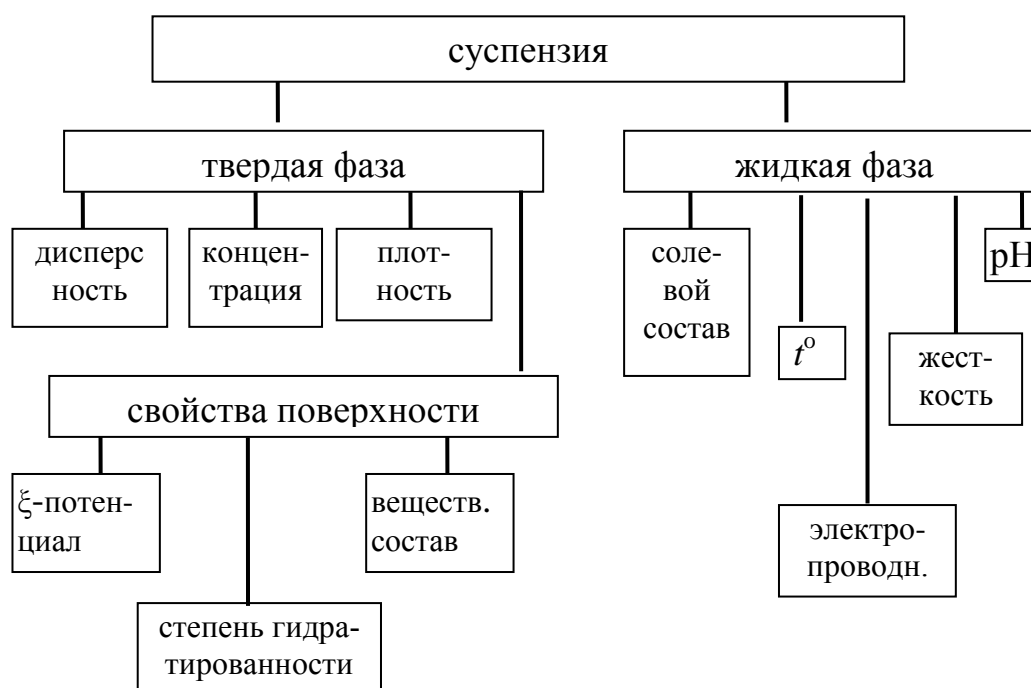 суспензия
твердая фаза
жидкая фаза
дисперс
ность
концен-
трация
плот-
ность
соле-
вой
состав
t°
жест-
кость
pH
свойства поверхности
ξ-потен-
циал
веществ.
состав
электро-
проводн.
степень гидра-
тированности